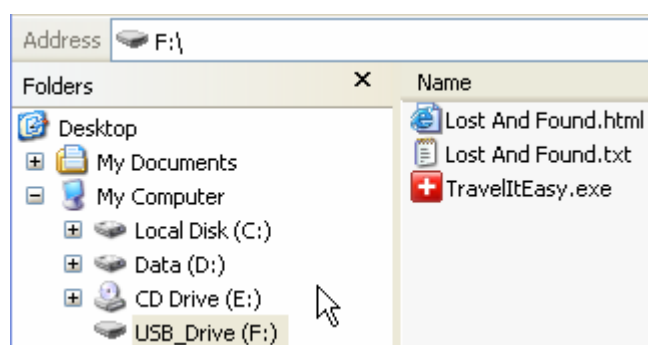 Address F:\
Folders
Name
Desktop
My Documents
My Computer
Local Disk (C:)
Data (D:)
CD Drive (E:)
USB_Drive (F:)
Lost And Found.html
Lost And Found.txt
TravelItEasy.exe